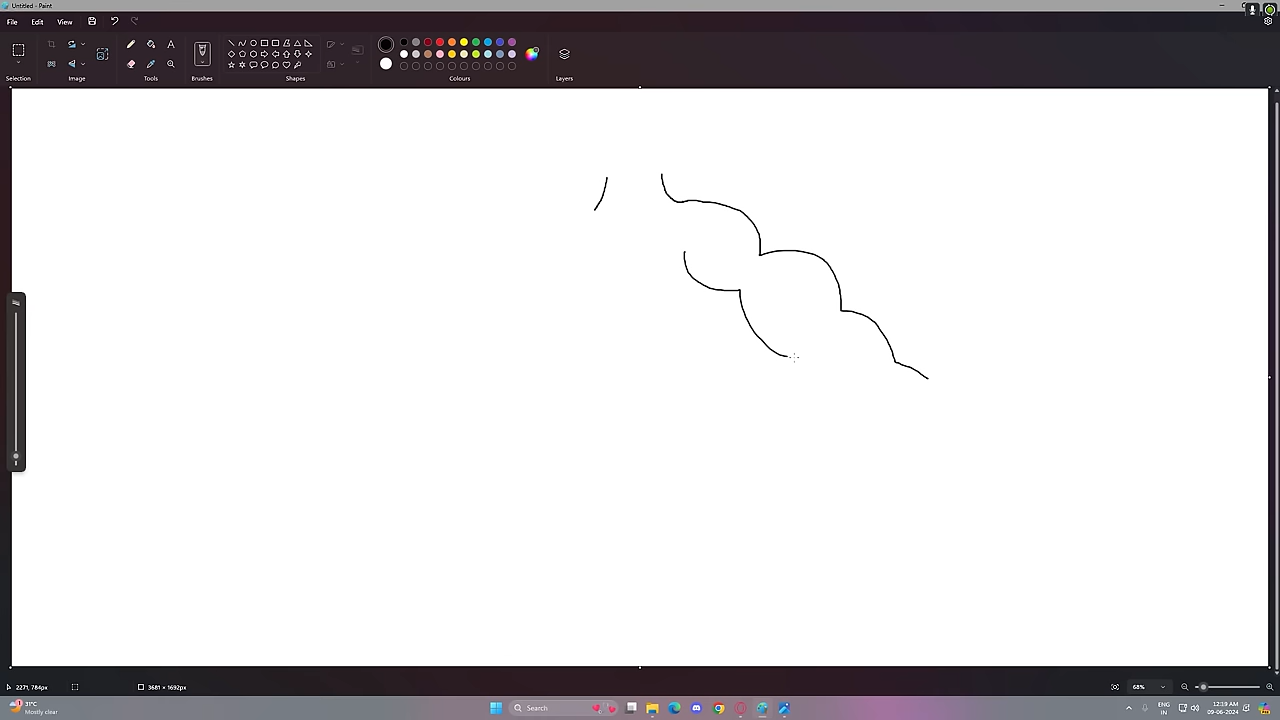 Untitled - Paint
File Edit View
Selection Image Tools Brushes Shapes Colours Layers
2271, 784px 3681 × 1692px 68%
31°C
Mostly clear
Search
ENG
IN
12:39 AM
09-06-2024